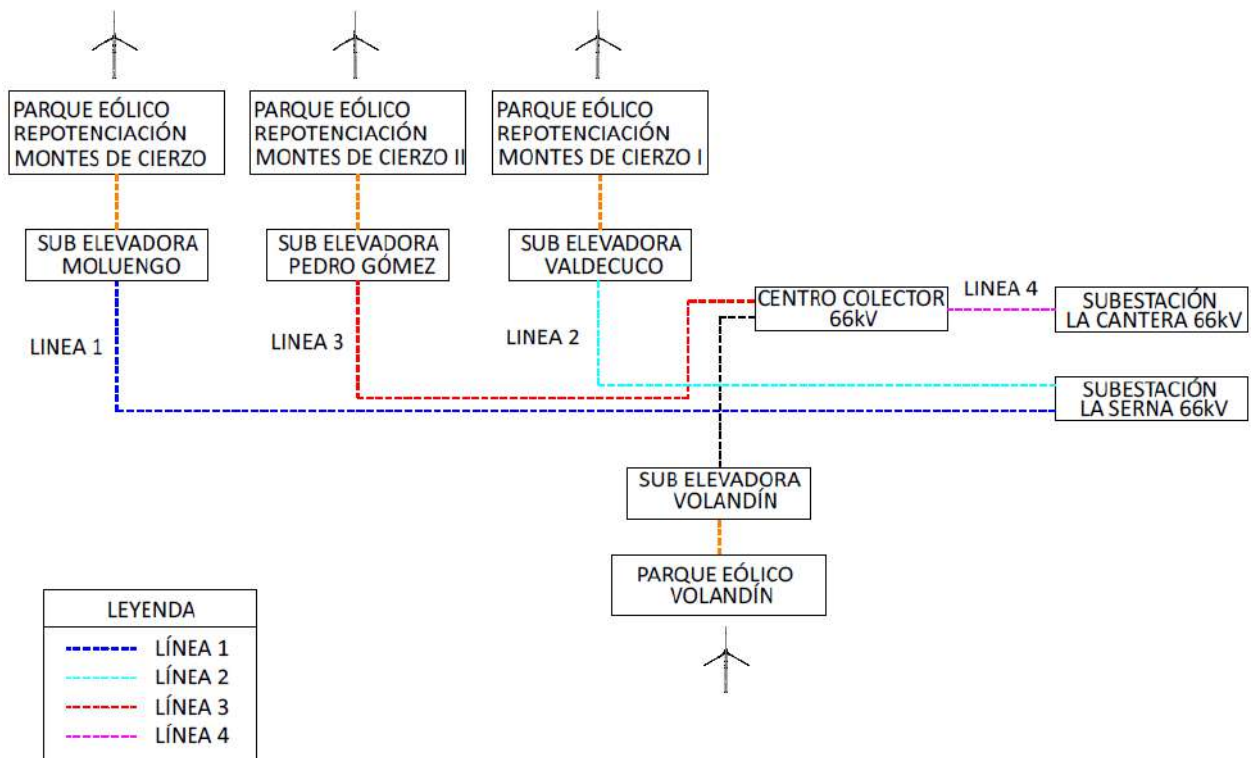 PARQUE EÓLICO
REPOTENCIACIÓN
MONTES DE CIERZO
PARQUE EÓLICO
REPOTENCIACIÓN
MONTES DE CIERZO II
PARQUE EÓLICO
REPOTENCIACIÓN
MONTES DE CIERZO I
SUB ELEVADORA
MOLUENGO
SUB ELEVADORA
PEDRO GÓMEZ
SUB ELEVADORA
VALDECUCO
LINEA 1
LINEA 3
LINEA 2
CENTRO COLECTOR
66kV
LINEA 4
SUBESTACIÓN
LA CANTERA 66kV
SUBESTACIÓN
LA SERNA 66kV
SUB ELEVADORA
VOLANDÍN
PARQUE EÓLICO
VOLANDÍN
LEYENDA
LÍNEA 1
LÍNEA 2
LÍNEA 3
LÍNEA 4